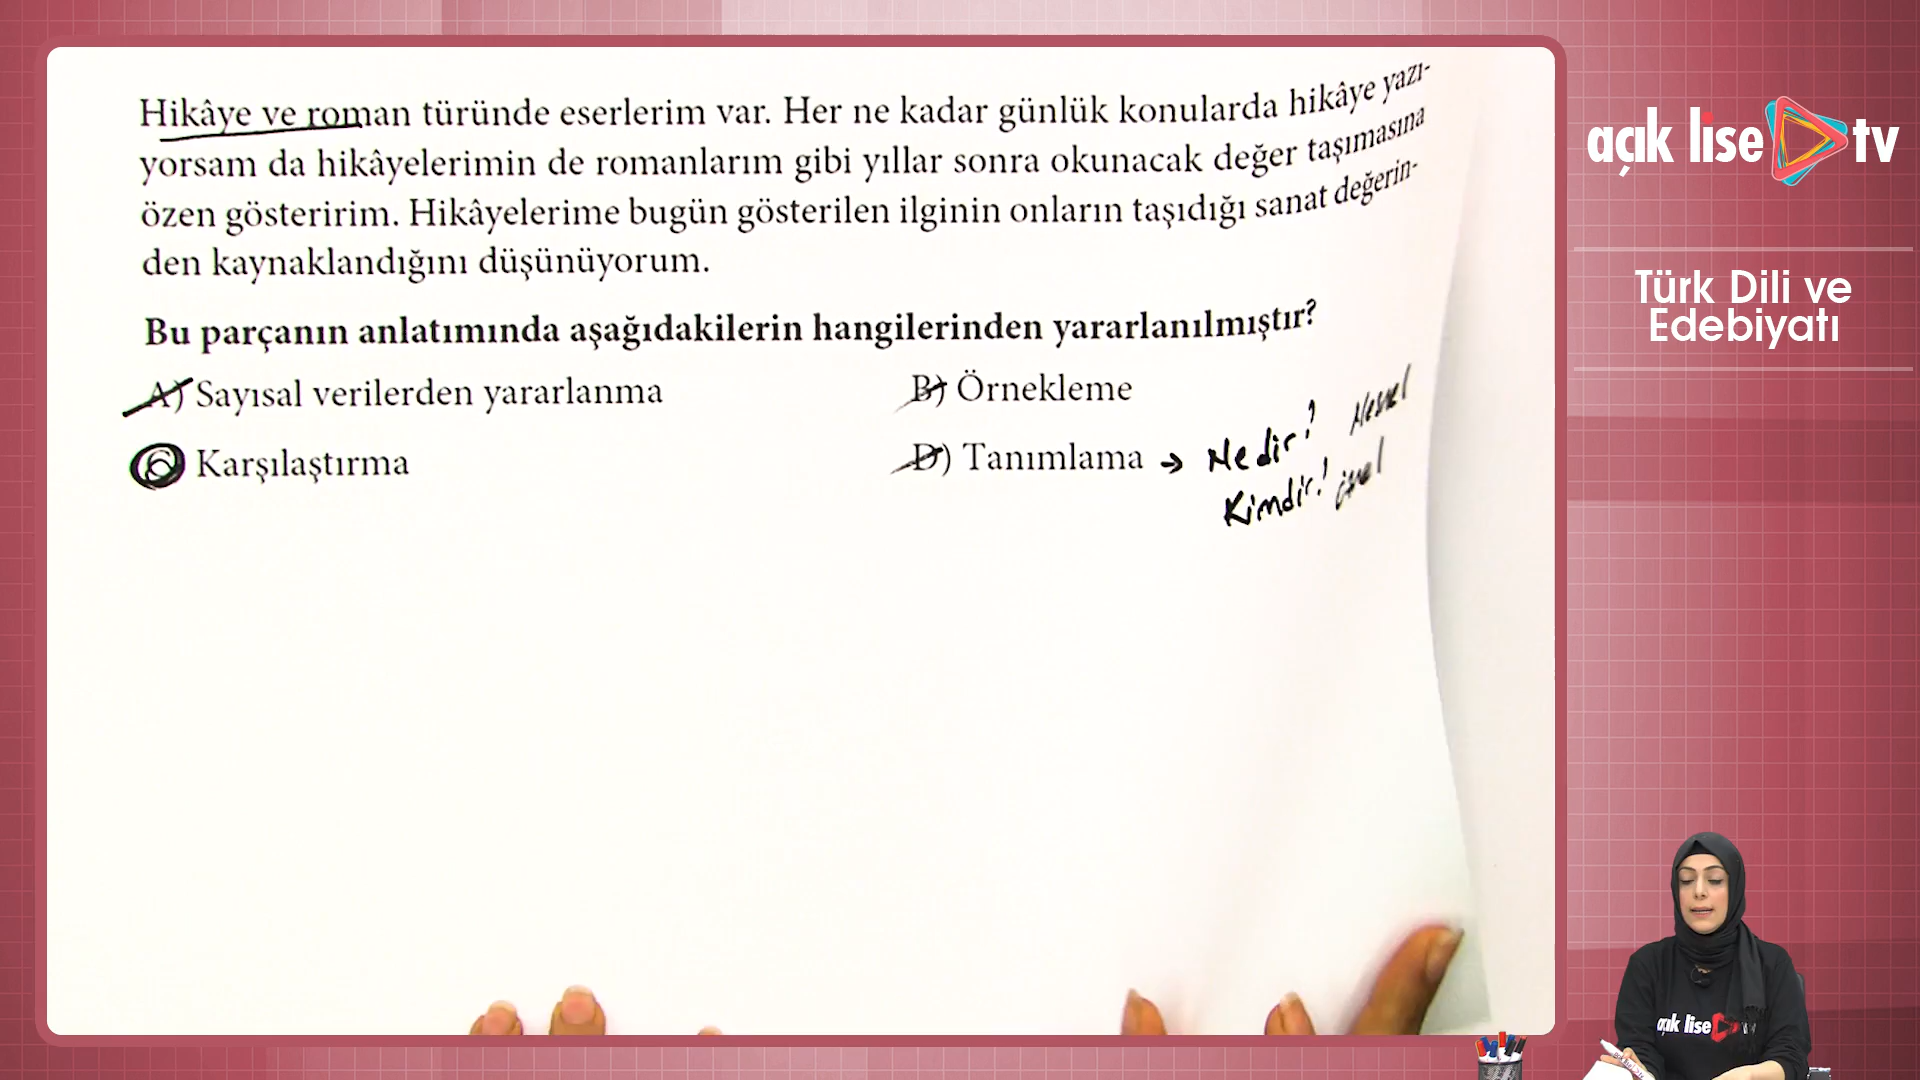 Hikâye ve roman türünde eserlerim var. Her ne kadar günlük konularda hikâye yazı-
yorsam da hikâyelerimin de romanlarım gibi yıllar sonra okunacak değer taşımasına
özen gösteririm. Hikâyelerime bugün gösterilen ilginin onların taşıdığı sanat değerin-
den kaynaklandığını düşünüyorum.
Bu parçanın anlatımında aşağıdakilerin hangilerinden yararlanılmıştır?
A) Sayısal verilerden yararlanma
B) Örnekleme
C) Karşılaştırma
D) Tanımlama → Nedir? Nesnel
Kimdir? öznel
açık lise tv
Türk Dili ve
Edebiyatı
açık lise tv